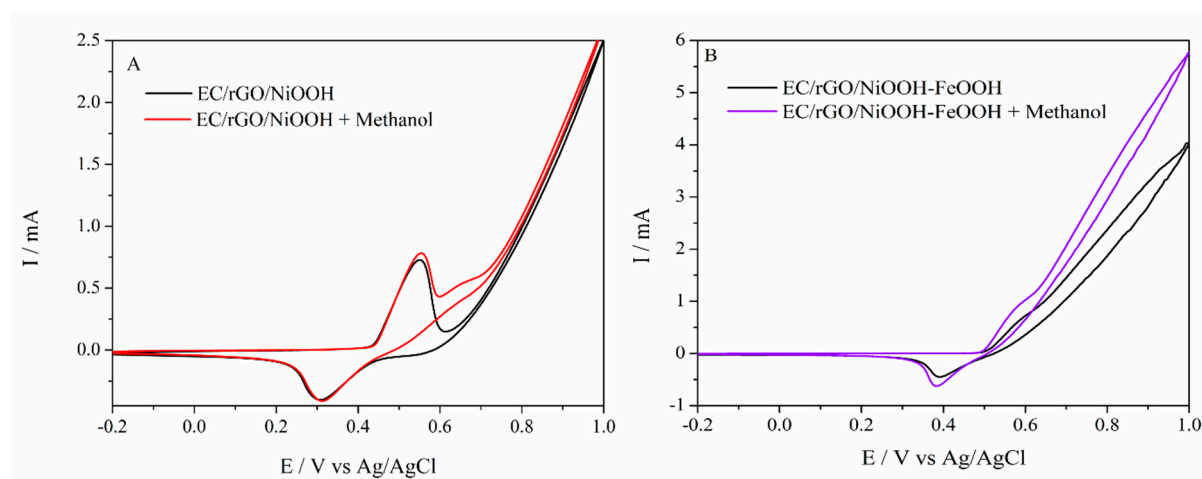 A
EC/rGO/NiOOH
EC/rGO/NiOOH + Methanol
2.5
2.0
1.5
1.0
0.5
0.0
I / mA
-0.2
0.0
0.2
0.4
0.6
0.8
1.0
E / V vs Ag/AgCl
B
EC/rGO/NiOOH-FeOOH
EC/rGO/NiOOH-FeOOH + Methanol
6
5
4
3
2
1
0
-1
I / mA
-0.2
0.0
0.2
0.4
0.6
0.8
1.0
E / V vs Ag/AgCl